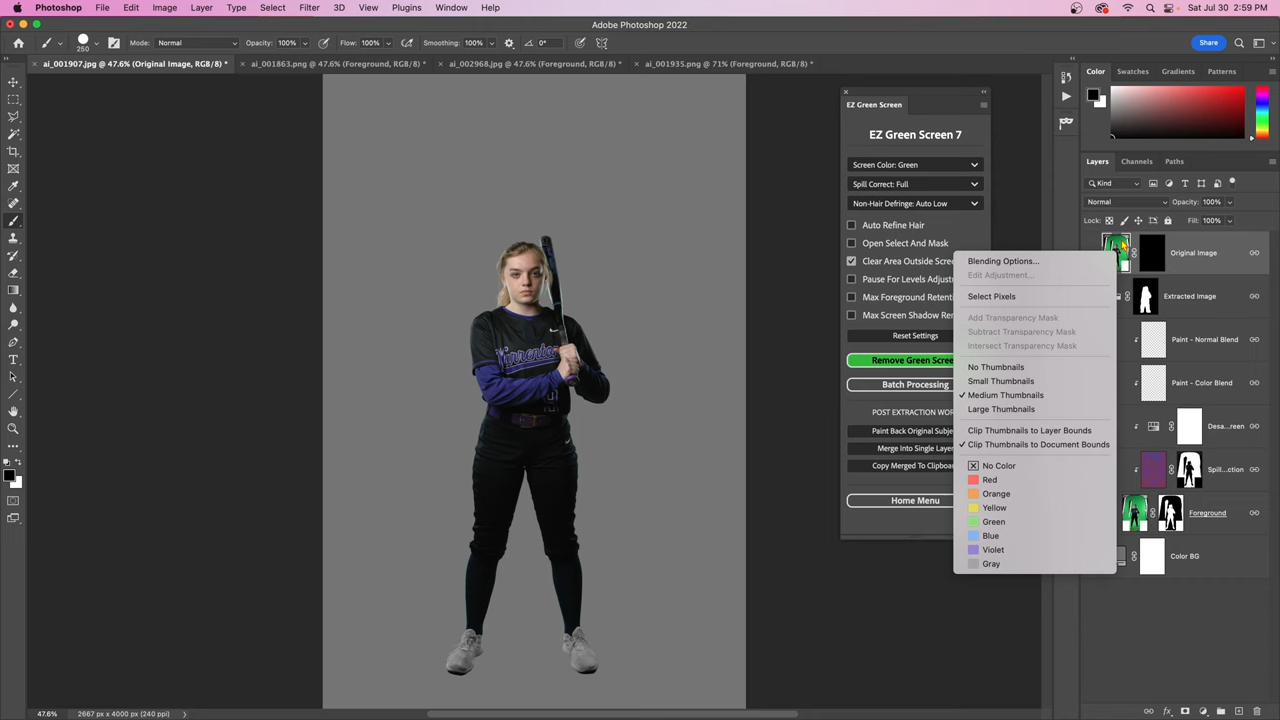 Photoshop File Edit Image Layer Type Select Filter 3D View Plugins Window Help Sat Jul 30 2:59 PM
Adobe Photoshop 2022
250 Mode: Normal Opacity: 100% Flow: 100% Smoothing: 100% 0° Share
ai_001907.jpg @ 47.6% (Original Image, RGB/8) * ai_001863.png @ 47.6% (Foreground, RGB/8) * ai_002968.jpg @ 47.6% (Foreground, RGB/8) * ai_001935.png @ 71% (Foreground, RGB/8) *
Color Swatches Gradients Patterns
EZ Green Screen
EZ Green Screen 7
Screen Color: Green
Spill Correct: Full
Non-Hair Defringe: Auto Low
Auto Refine Hair
Open Select And Mask
Clear Area Outside Scree
Pause For Levels Adjustm
Max Foreground Retenti
Max Screen Shadow Rem
Reset Settings
Remove Green Scree
Batch Processing
POST EXTRACTION WOR
Paint Back Original Subje
Merge Into Single Layer
Copy Merged To Clipboa
Home Menu
Blending Options...
Edit Adjustment...
Select Pixels
Add Transparency Mask
Subtract Transparency Mask
Intersect Transparency Mask
No Thumbnails
Small Thumbnails
Medium Thumbnails
Large Thumbnails
Clip Thumbnails to Layer Bounds
Clip Thumbnails to Document Bounds
No Color
Red
Orange
Yellow
Green
Blue
Violet
Gray
Layers Channels Paths
Kind
Normal Opacity: 100%
Lock: Fill: 100%
Original Image
Extracted Image
Paint - Normal Blend
Paint - Color Blend
Desa...reen
Spill...ction
Foreground
Color BG
47.6% 2667 px x 4000 px (240 ppi)